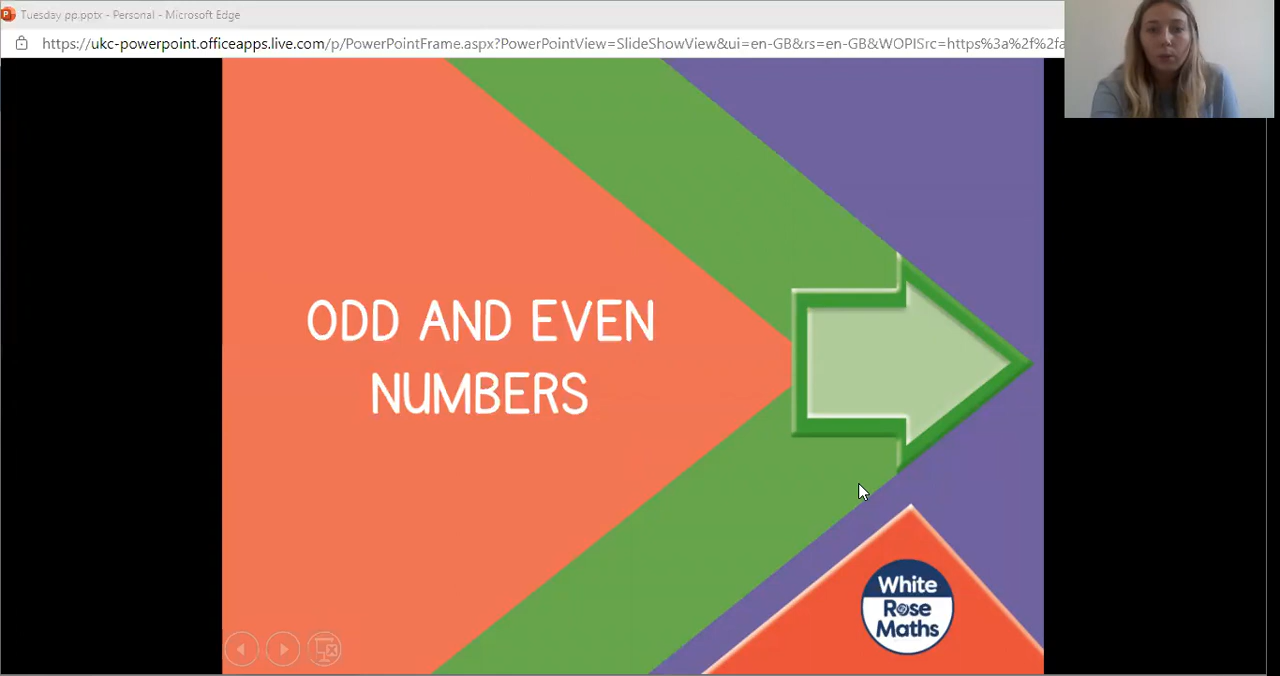 Tuesday pp.pptx - Personal - Microsoft Edge
https://ukc-powerpoint.officeapps.live.com/p/PowerPointFrame.aspx?PowerPointView=SlideShowView&ui=en-GB&rs=en-GB&WOPISrc=https%3a%2f%2fa
ODD AND EVEN
NUMBERS
White
Rose
Maths